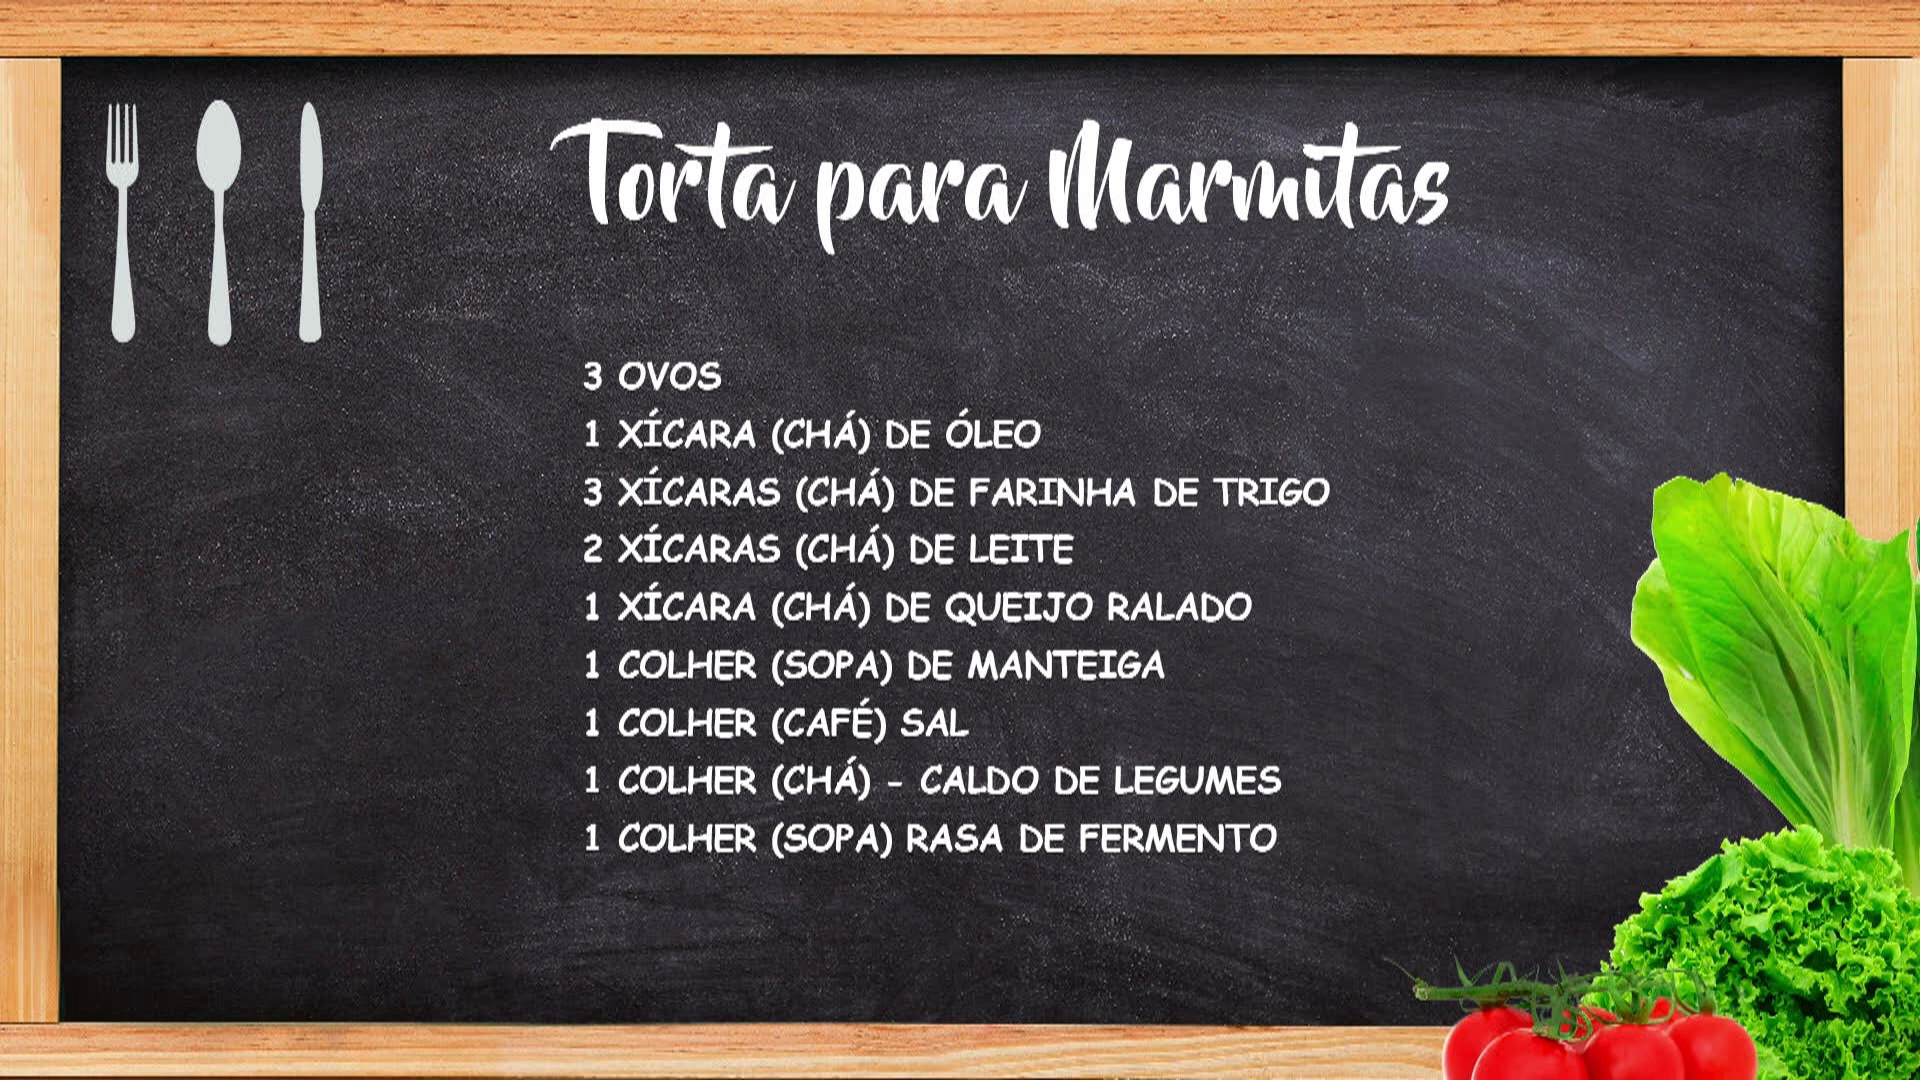 Torta para Marmitas
3 OVOS
1 XÍCARA (CHÁ) DE ÓLEO
3 XÍCARAS (CHÁ) DE FARINHA DE TRIGO
2 XÍCARAS (CHÁ) DE LEITE
1 XÍCARA (CHÁ) DE QUEIJO RALADO
1 COLHER (SOPA) DE MANTEIGA
1 COLHER (CAFÉ) SAL
1 COLHER (CHÁ) - CALDO DE LEGUMES
1 COLHER (SOPA) RASA DE FERMENTO